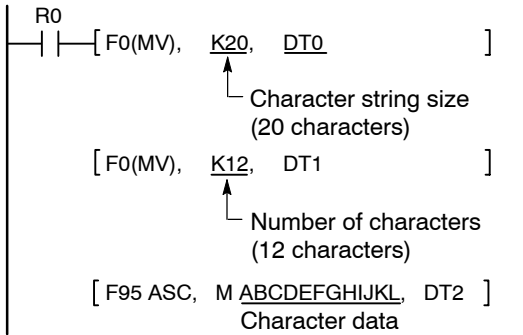 R0
[ F0(MV), K20, DT0 ]
Character string size
(20 characters)
[ F0(MV), K12, DT1 ]
Number of characters
(12 characters)
[ F95 ASC, M ABCDEFGHIJKL, DT2 ]
Character data